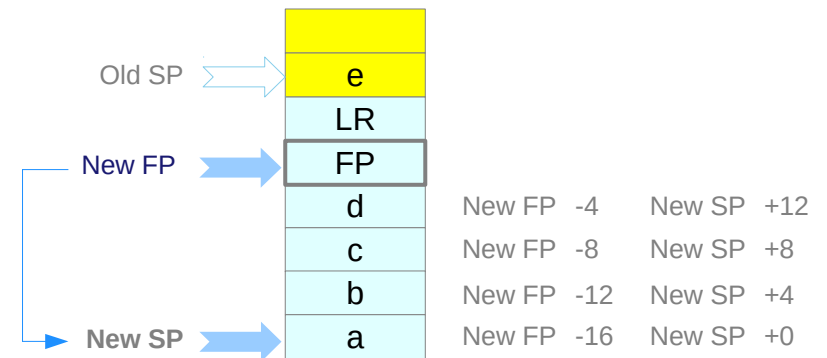 Old SP e
LR
New FP FP
d New FP -4 New SP +12
c New FP -8 New SP +8
b New FP -12 New SP +4
New SP a New FP -16 New SP +0